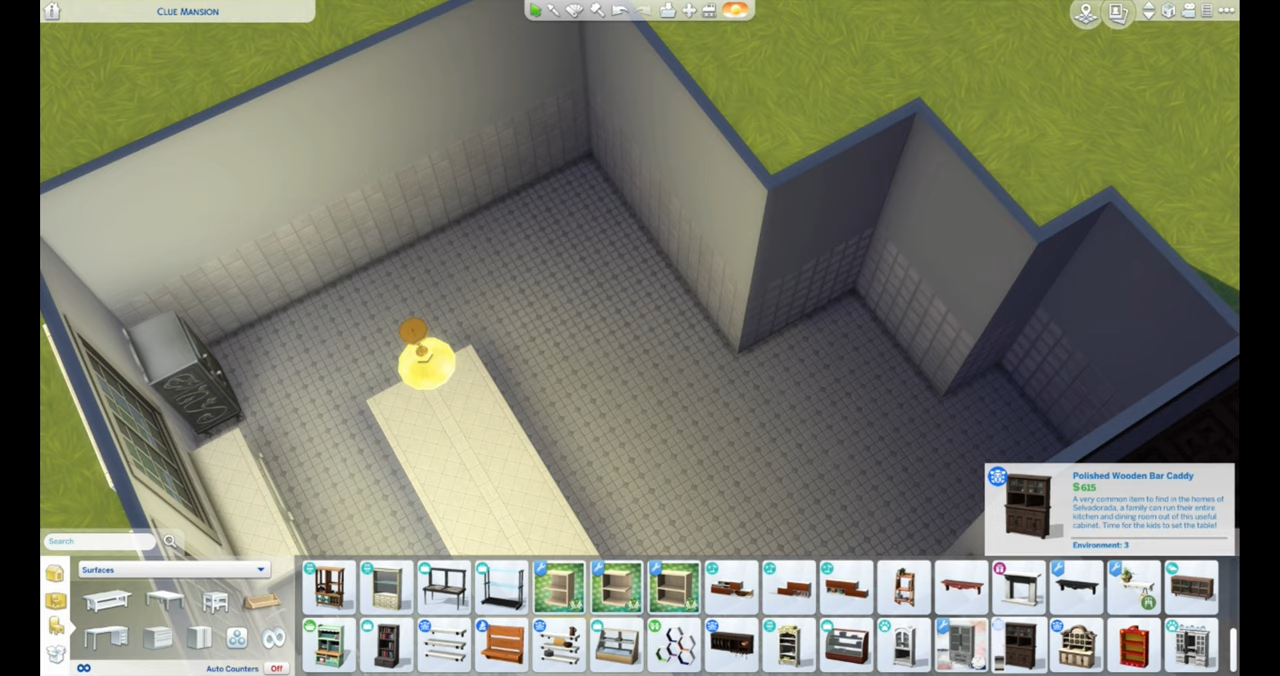 CLUE MANSION
Polished Wooden Bar Caddy
§615
A very common item to find in the homes of
Selvadorada, a family can run their entire
kitchen and dining room out of this useful
cabinet. Time for the kids to set the table!
Environment: 3
Search
Surfaces
Auto Counters
Off